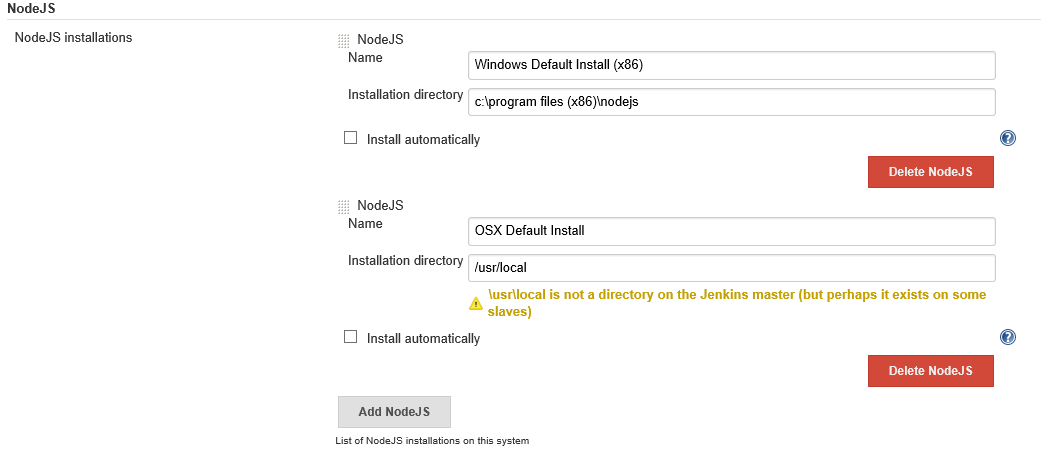 NodeJS
NodeJS installations
NodeJS
Name
Windows Default Install (x86)
Installation directory
c:\program files (x86)\nodejs
Install automatically
?
Delete NodeJS
NodeJS
Name
OSX Default Install
Installation directory
/usr/local
\usr\local is not a directory on the Jenkins master (but perhaps it exists on some
slaves)
Install automatically
?
Delete NodeJS
Add NodeJS
List of NodeJS installations on this system